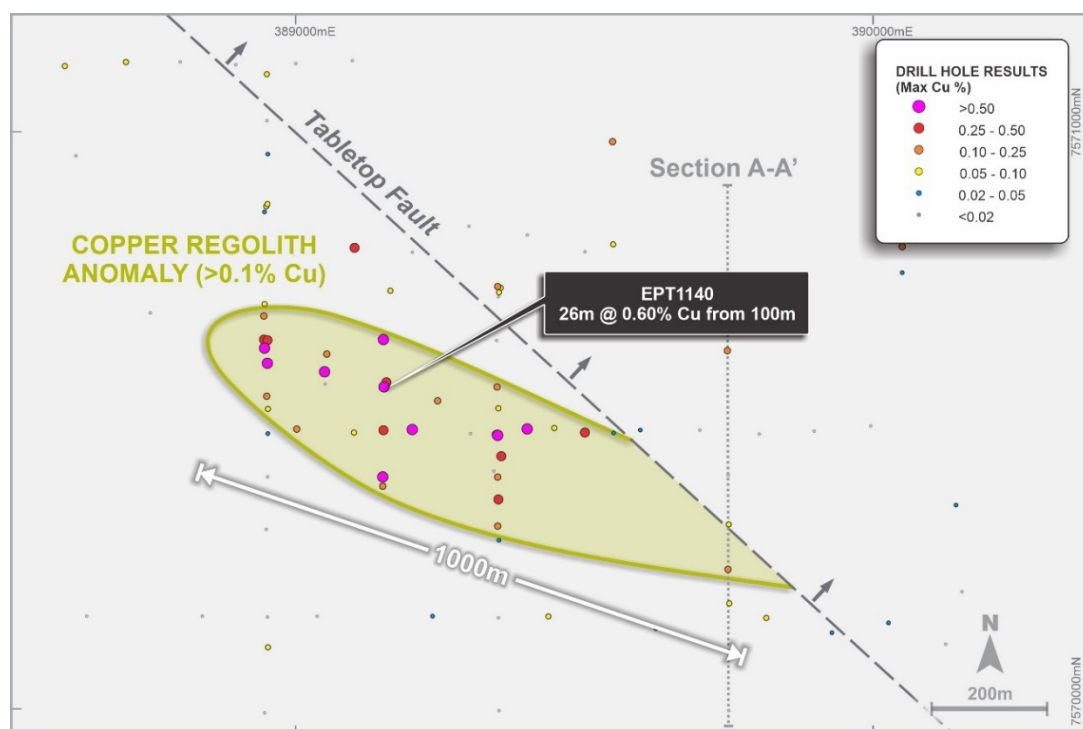 389000mE
390000mE
DRILL HOLE RESULTS
(Max Cu %)
>0.50
0.25 - 0.50
0.10 - 0.25
0.05 - 0.10
0.02 - 0.05
<0.02
7571000mN
Tabletop Fault
Section A-A’
COPPER REGOLITH
ANOMALY (>0.1% Cu)
EPT1140
26m @ 0.60% Cu from 100m
1000m
N
200m
7570000mN